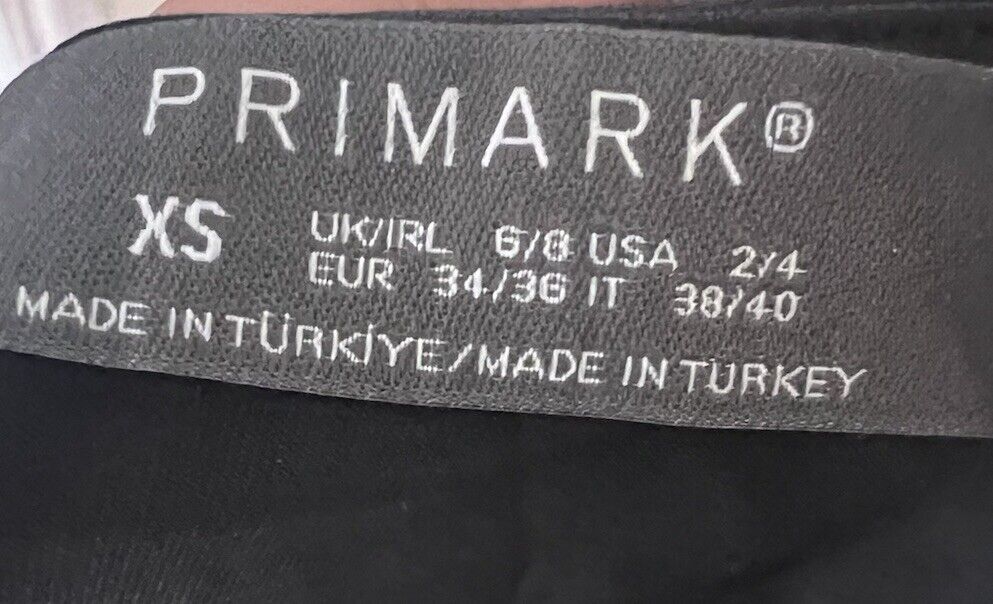 PRIMARK®
XS UK/IRL 6/8 USA 2/4
EUR 34/36 IT 38/40
MADE IN TÜRKİYE/MADE IN TURKEY